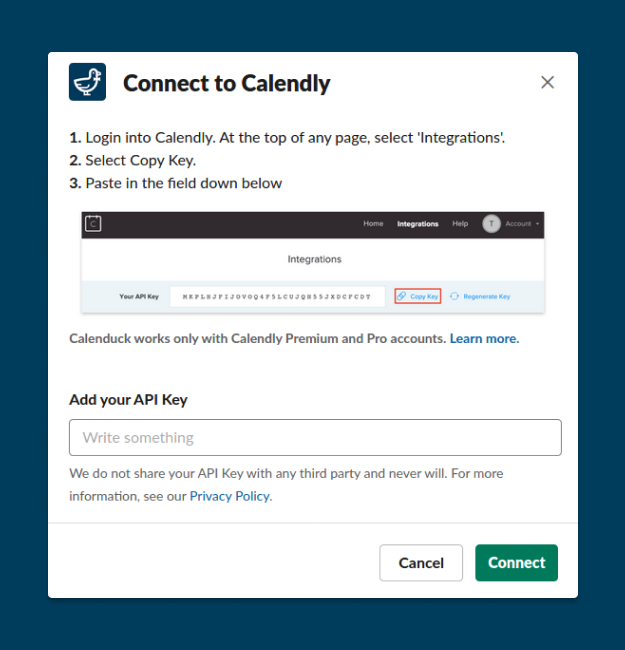 Connect to Calendly
1. Login into Calendly. At the top of any page, select 'Integrations'.
2. Select Copy Key.
3. Paste in the field down below
C Home Integrations Help T Account
Integrations
Your API Key Copy Key Regenerate Key
Calenduck works only with Calendly Premium and Pro accounts. Learn more.
Add your API Key
Write something
We do not share your API Key with any third party and never will. For more
information, see our Privacy Policy.
Cancel Connect